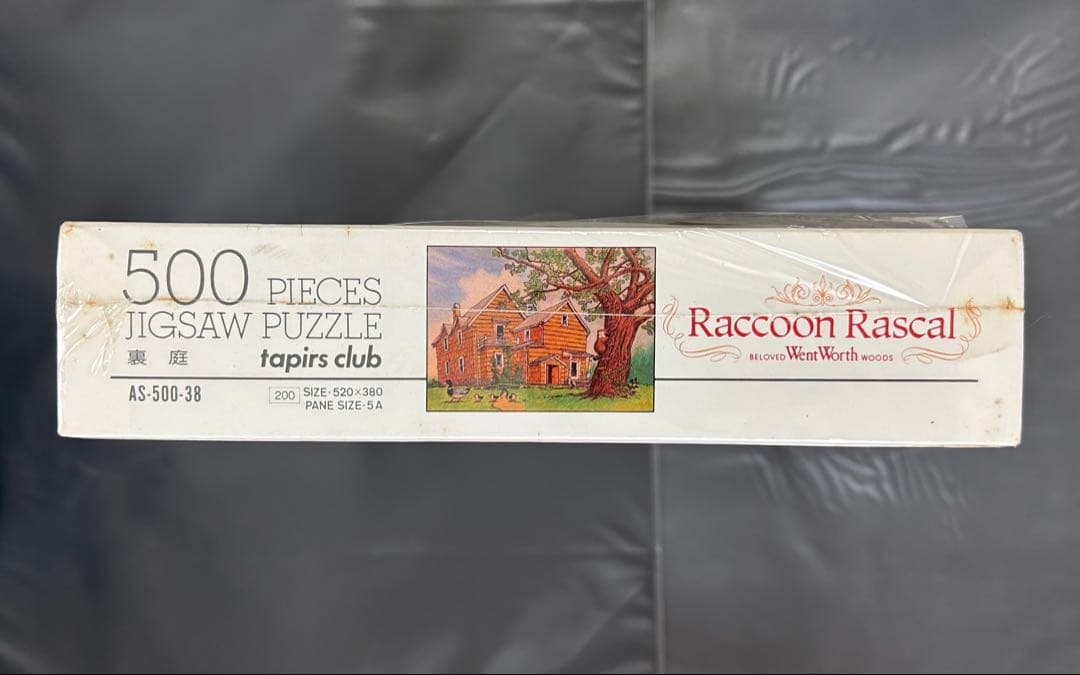 500 PIECES
JIGSAW PUZZLE
裏庭 tapirs club
AS-500-38 200 SIZE·520×380
PANE SIZE·5A
Raccoon Rascal
BELOVED WentWorth WOODS